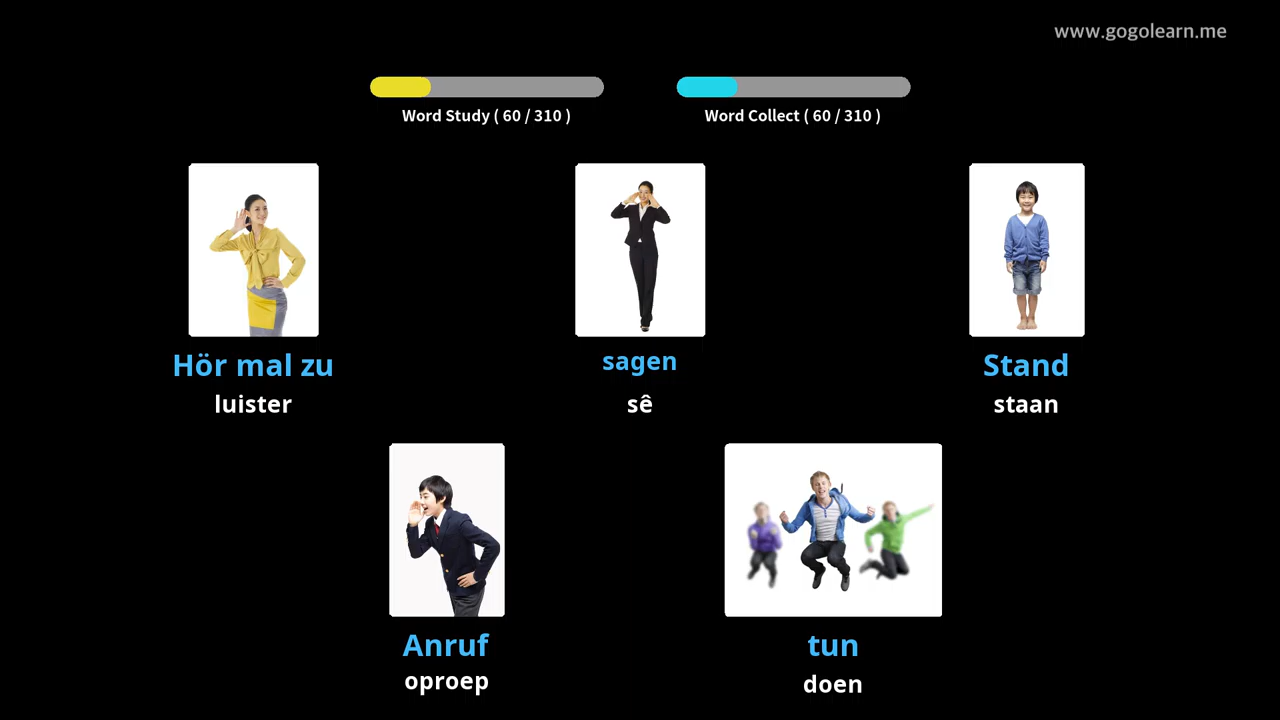 www.gogolearn.me
Word Study ( 60 / 310 )
Word Collect ( 60 / 310 )
Hör mal zu
luister
sagen
sê
Stand
staan
Anruf
oproep
tun
doen